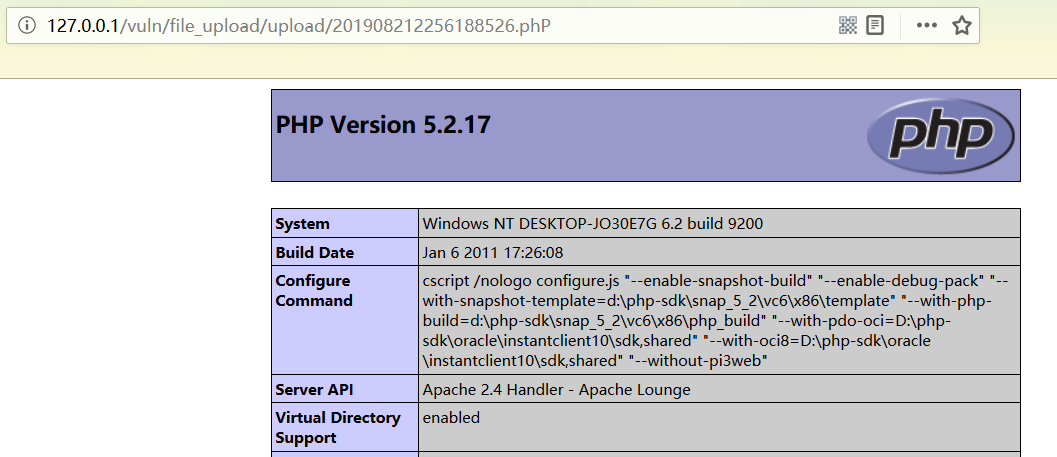 127.0.0.1/vuln/file_upload/upload/201908212256188526.phP
PHP Version 5.2.17
php
System
Windows NT DESKTOP-JO30E7G 6.2 build 9200
Build Date
Jan 6 2011 17:26:08
Configure
Command
cscript /nologo configure.js "--enable-snapshot-build" "--enable-debug-pack" "--
with-snapshot-template=d:\php-sdk\snap_5_2\vc6\x86\template" "--with-php-
build=d:\php-sdk\snap_5_2\vc6\x86\php_build" "--with-pdo-oci=D:\php-
sdk\oracle\instantclient10\sdk,shared" "--with-oci8=D:\php-sdk\oracle
\instantclient10\sdk,shared" "--without-pi3web"
Server API
Apache 2.4 Handler - Apache Lounge
Virtual Directory
Support
enabled